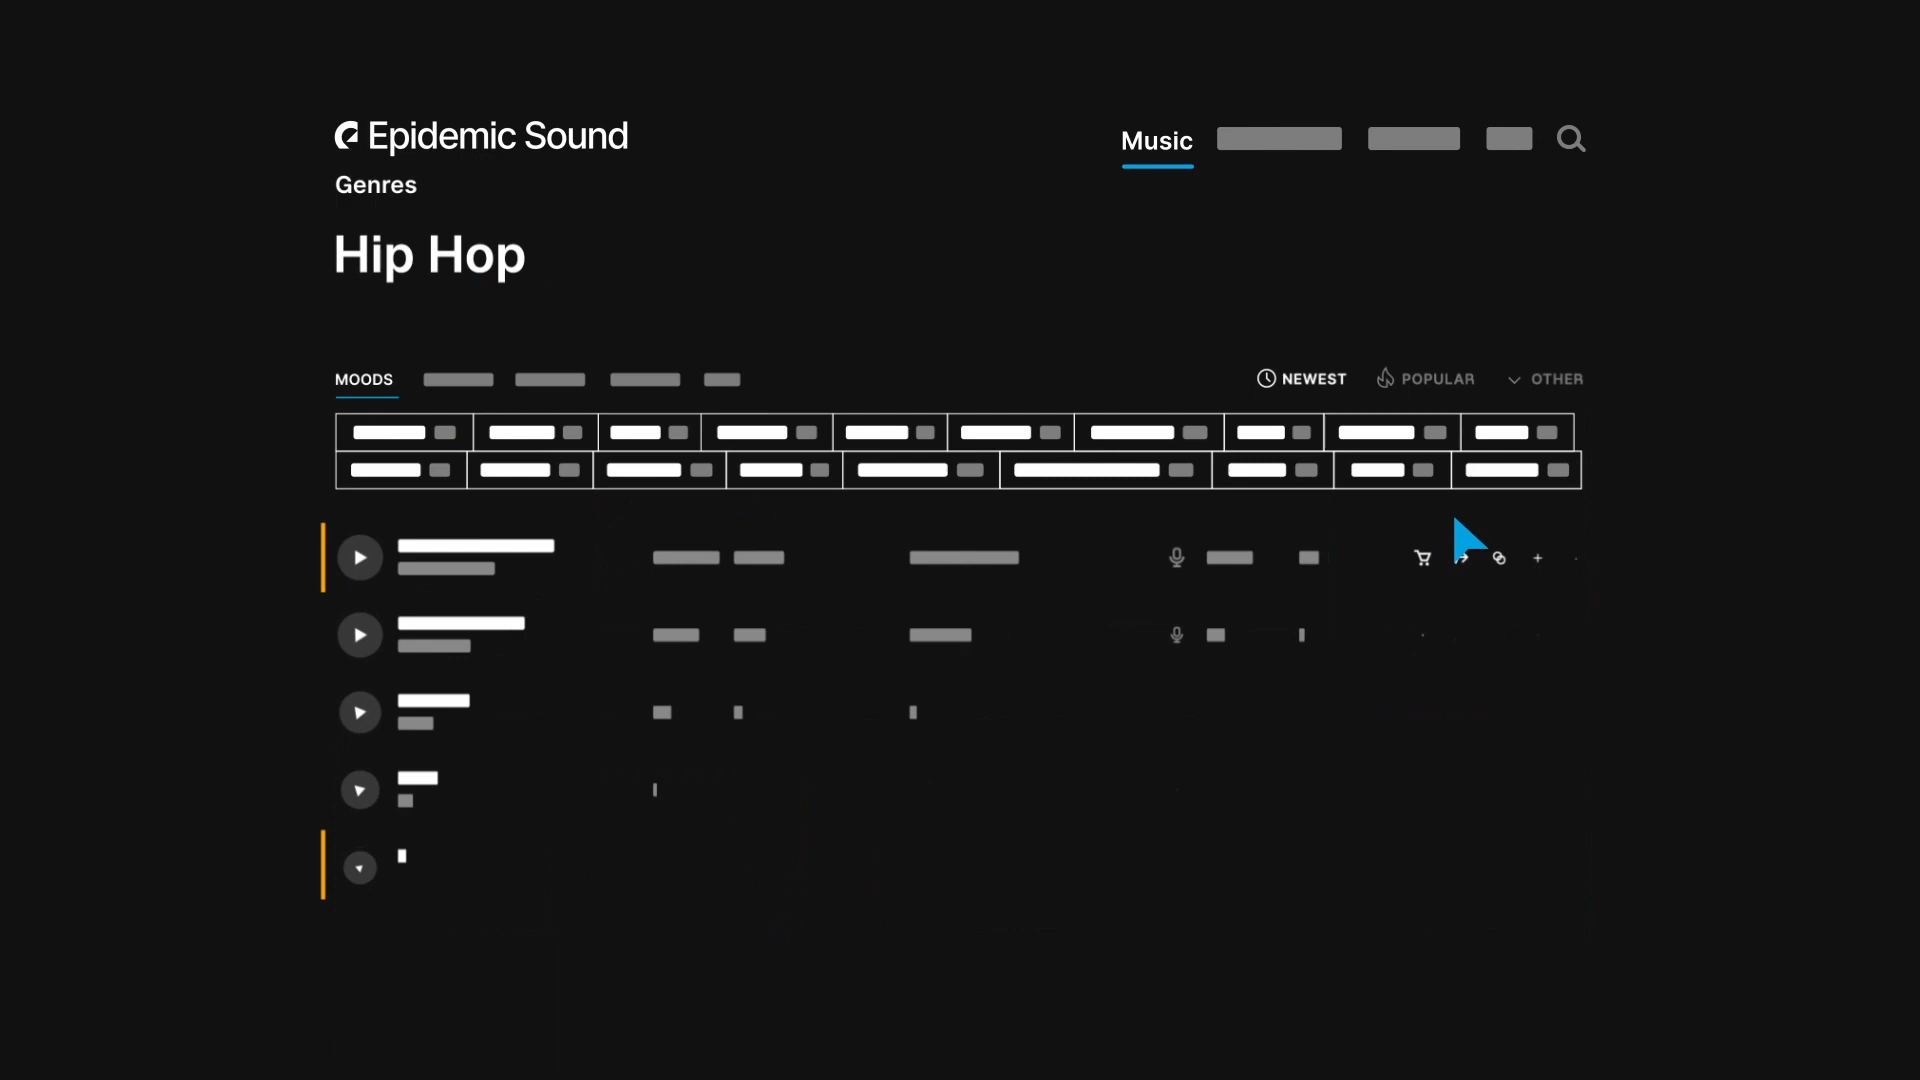 Epidemic Sound
Music
Genres
Hip Hop
MOODS
NEWEST
POPULAR
OTHER